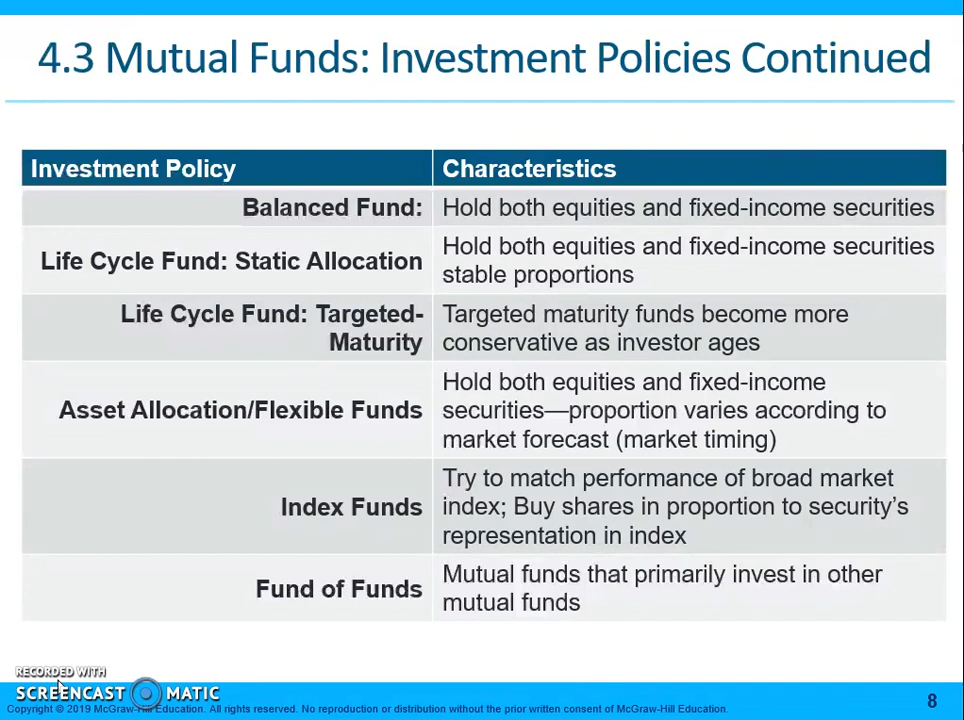 4.3 Mutual Funds: Investment Policies Continued
Investment Policy
Characteristics
Balanced Fund:
Hold both equities and fixed-income securities
Life Cycle Fund: Static Allocation
Hold both equities and fixed-income securities
stable proportions
Life Cycle Fund: Targeted-
Maturity
Targeted maturity funds become more
conservative as investor ages
Asset Allocation/Flexible Funds
Hold both equities and fixed-income
securities—proportion varies according to
market forecast (market timing)
Index Funds
Try to match performance of broad market
index; Buy shares in proportion to security’s
representation in index
Fund of Funds
Mutual funds that primarily invest in other
mutual funds
RECORDED WITH
SCREENCAST MATIC
Copyright © 2019 McGraw-Hill Education. All rights reserved. No reproduction or distribution without the prior written consent of McGraw-Hill Education.
8